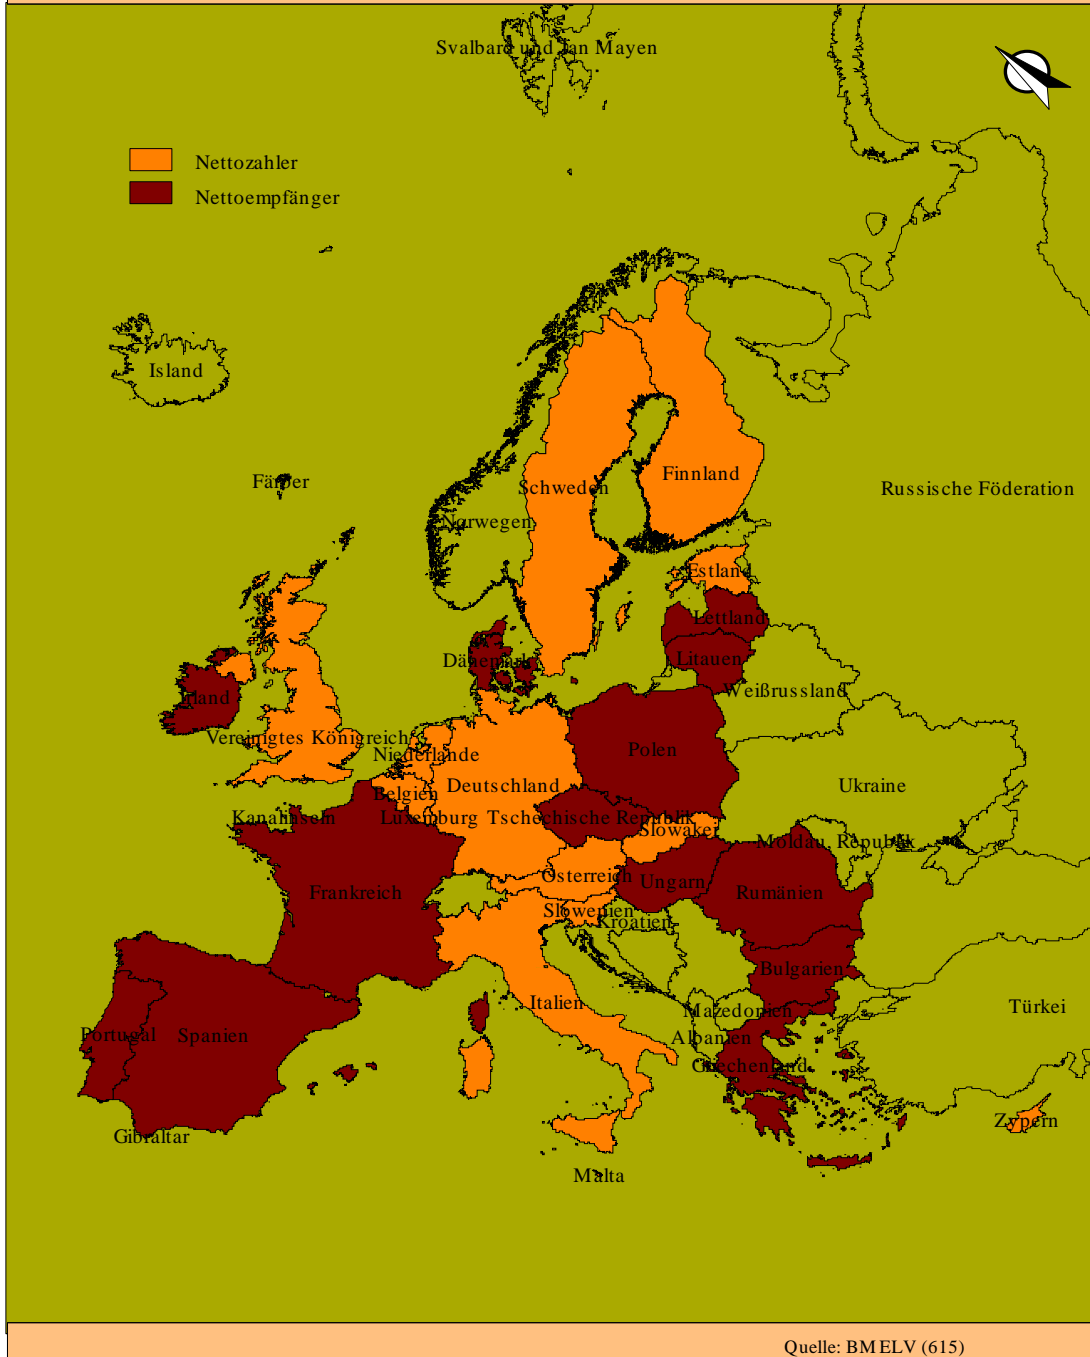 Svalbard und Jan Mayen
Nettozahler
Nettoempfänger
Island
Färöer
Finnland
Schweden
Russische Föderation
Norwegen
Estland
Lettland
Dänemark
Litauen
Irland
Weißrussland
Vereinigtes Königreich
Polen
Niederlande
Deutschland
Ukraine
Belgien
Kanalinseln
Luxemburg
Tschechische Republik
Slowakei
Moldau, Republik
Österreich
Ungarn
Frankreich
Rumänien
Slowenien
Kroatien
Bulgarien
Italien
Mazedonien
Türkei
Portugal
Spanien
Albanien
Griechenland
Zypern
Gibraltar
Malta
Quelle: BMELV (615)